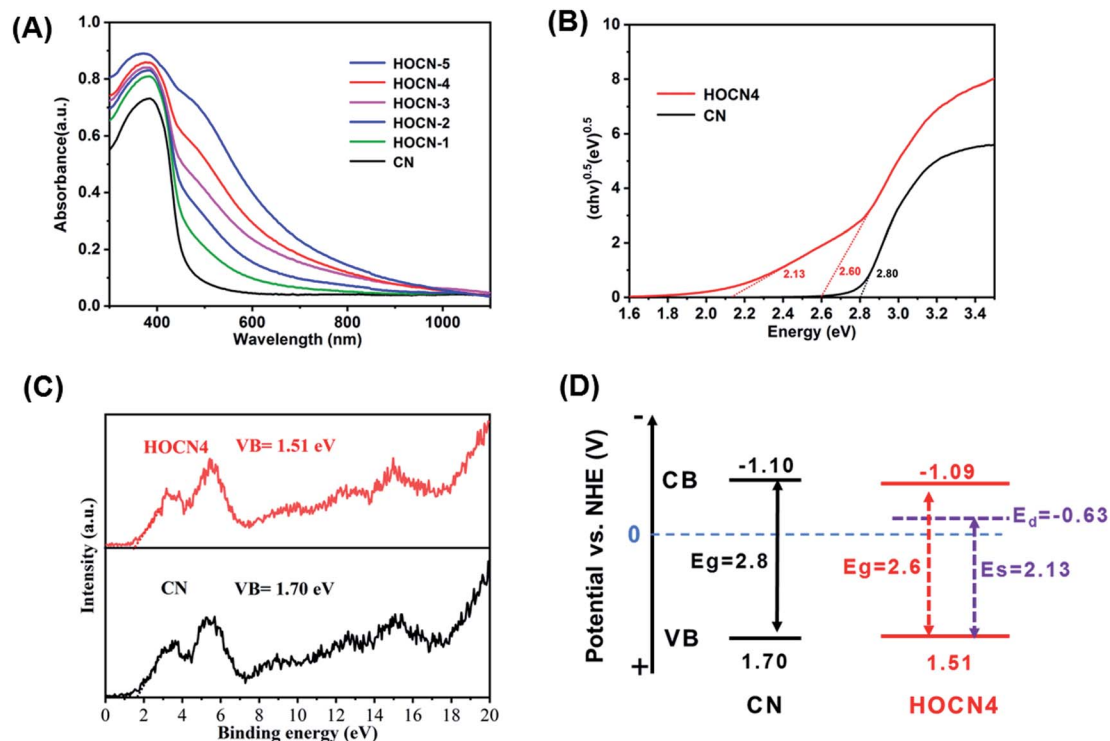 (A)
Absorbance(a.u.)
1.0
0.8
0.6
0.4
0.2
0.0
400
600
800
1000
Wavelength (nm)
HOCN-5
HOCN-4
HOCN-3
HOCN-2
HOCN-1
CN
(B)
(αhv)^0.5(eV)^0.5
10
8
6
4
2
0
1.6
1.8
2.0
2.2
2.4
2.6
2.8
3.0
3.2
3.4
Energy (eV)
HOCN4
CN
2.13
2.60
2.80
(C)
Intensity (a.u.)
HOCN4
VB= 1.51 eV
CN
VB= 1.70 eV
0
2
4
6
8
10
12
14
16
18
20
Binding energy (eV)
(D)
Potential vs. NHE (V)
-
CB
0
VB
+
-1.10
Eg=2.8
1.70
CN
-1.09
Ed=-0.63
Eg=2.6
Es=2.13
1.51
HOCN4